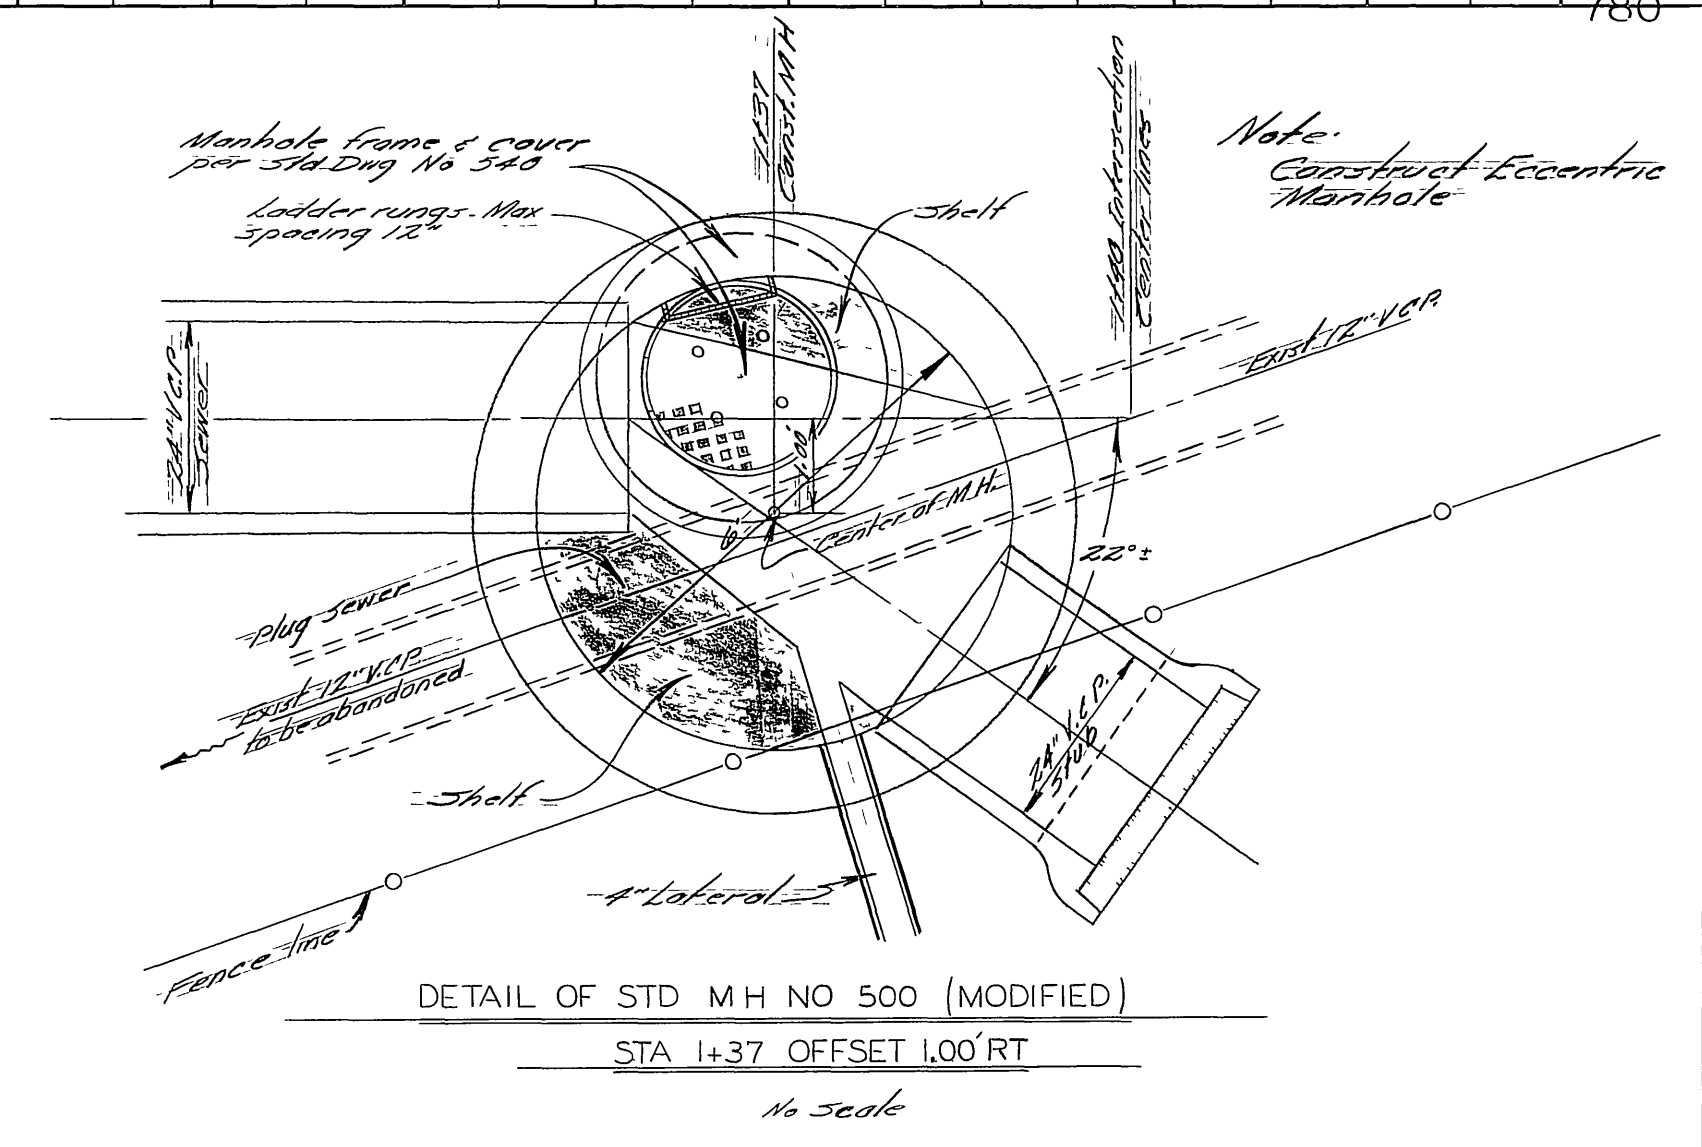 780
1+37
Const. M H
1+40 Intersection
Center lines
Note:
Construct Eccentric
Manhole
Manhole frame & cover
per Std Dwg No 540
Ladder rungs - Max
spacing 12"
Shelf
Exist 12" V.C.P.
24" V.C.P.
Sewer
1.00'
6'
Center of M.H.
22° ±
plug sewer
Exist 12" V.C.P.
to be abandoned
24" V.C.P.
Stub
Shelf
4" Lateral
Fence line
DETAIL OF STD M H NO 500 (MODIFIED)
STA 1+37 OFFSET 1.00' RT
No Scale